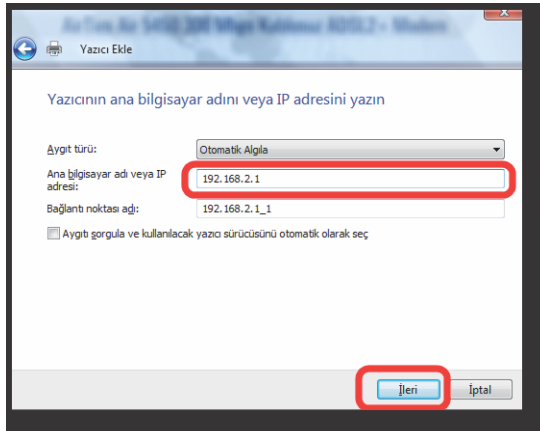 Yazıcı Ekle
Yazıcının ana bilgisayar adını veya IP adresini yazın
Aygıt türü:
Otomatik Algıla
Ana bilgisayar adı veya IP
adresi:
192.168.2.1
Bağlantı noktası adı:
192.168.2.1_1
Aygıtı sorgula ve kullanılacak yazıcı sürücüsünü otomatik olarak seç
İleri
İptal